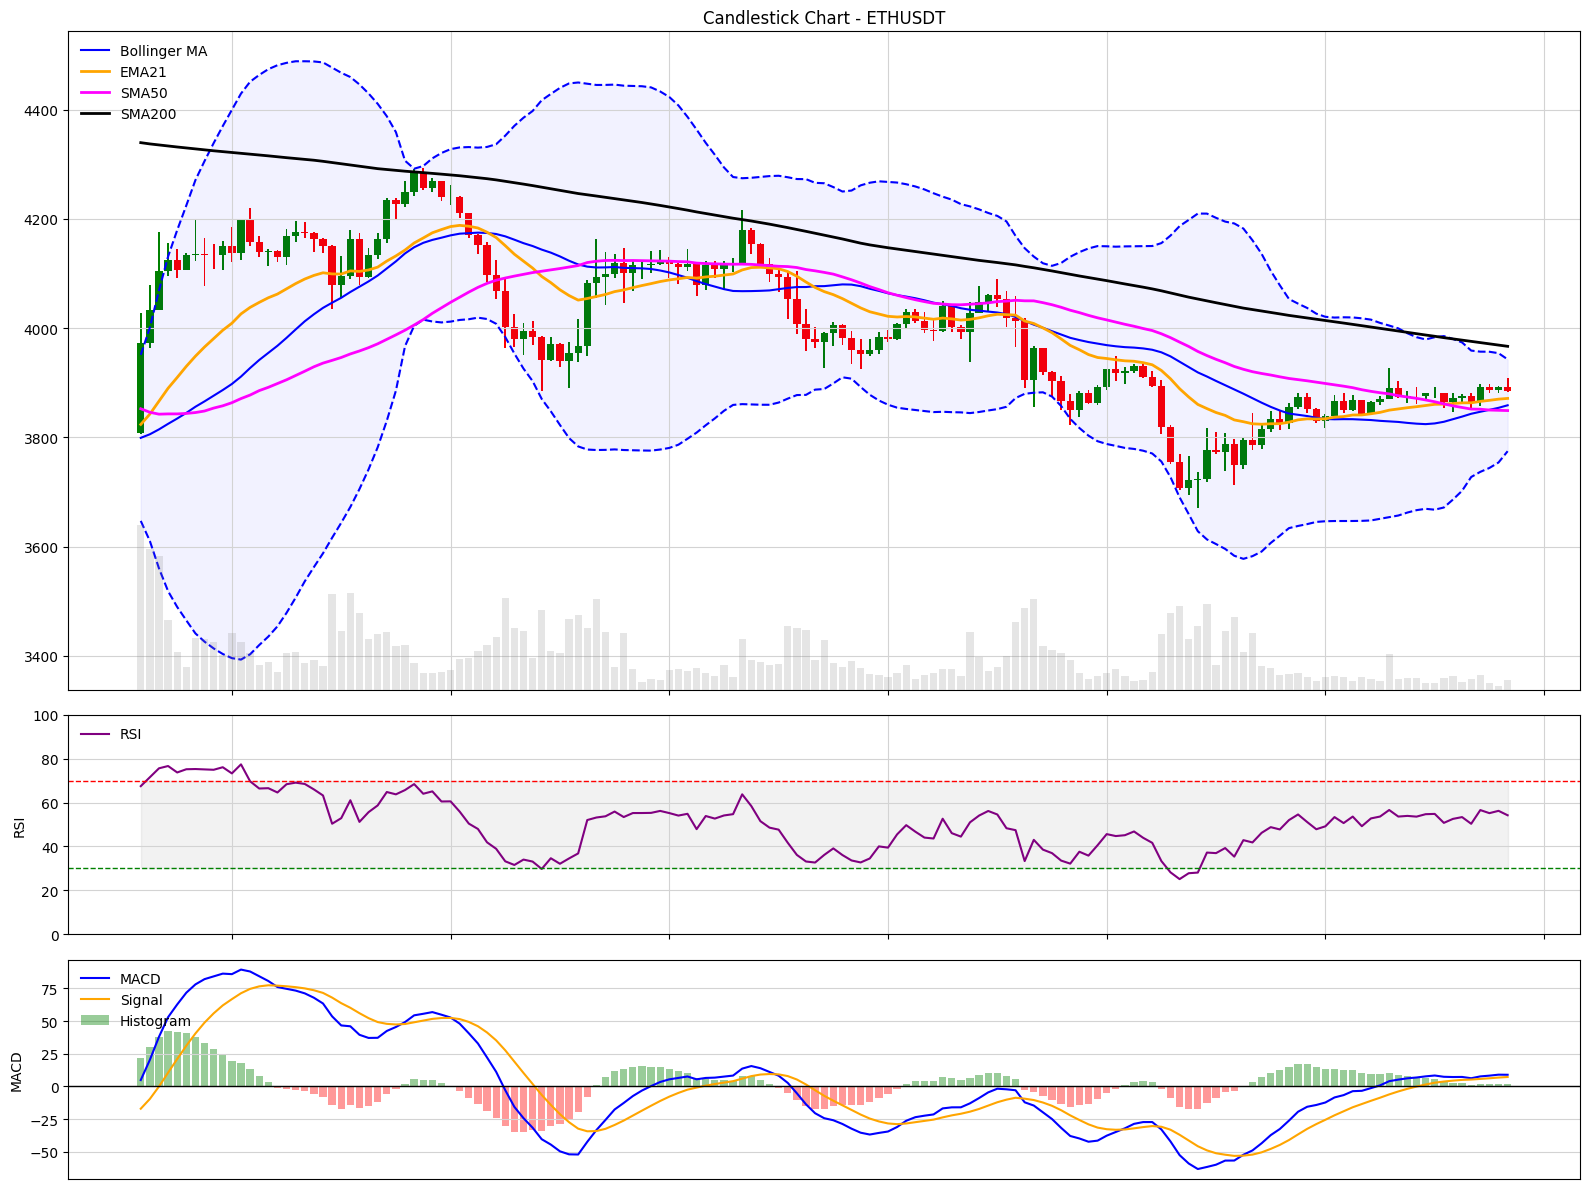 Candlestick Chart - ETHUSDT
Bollinger MA
EMA21
SMA50
SMA200
4400
4200
4000
3800
3600
3400
RSI
100
80
60
40
20
0
RSI
MACD
Signal
Histogram
75
50
25
0
−25
−50
MACD